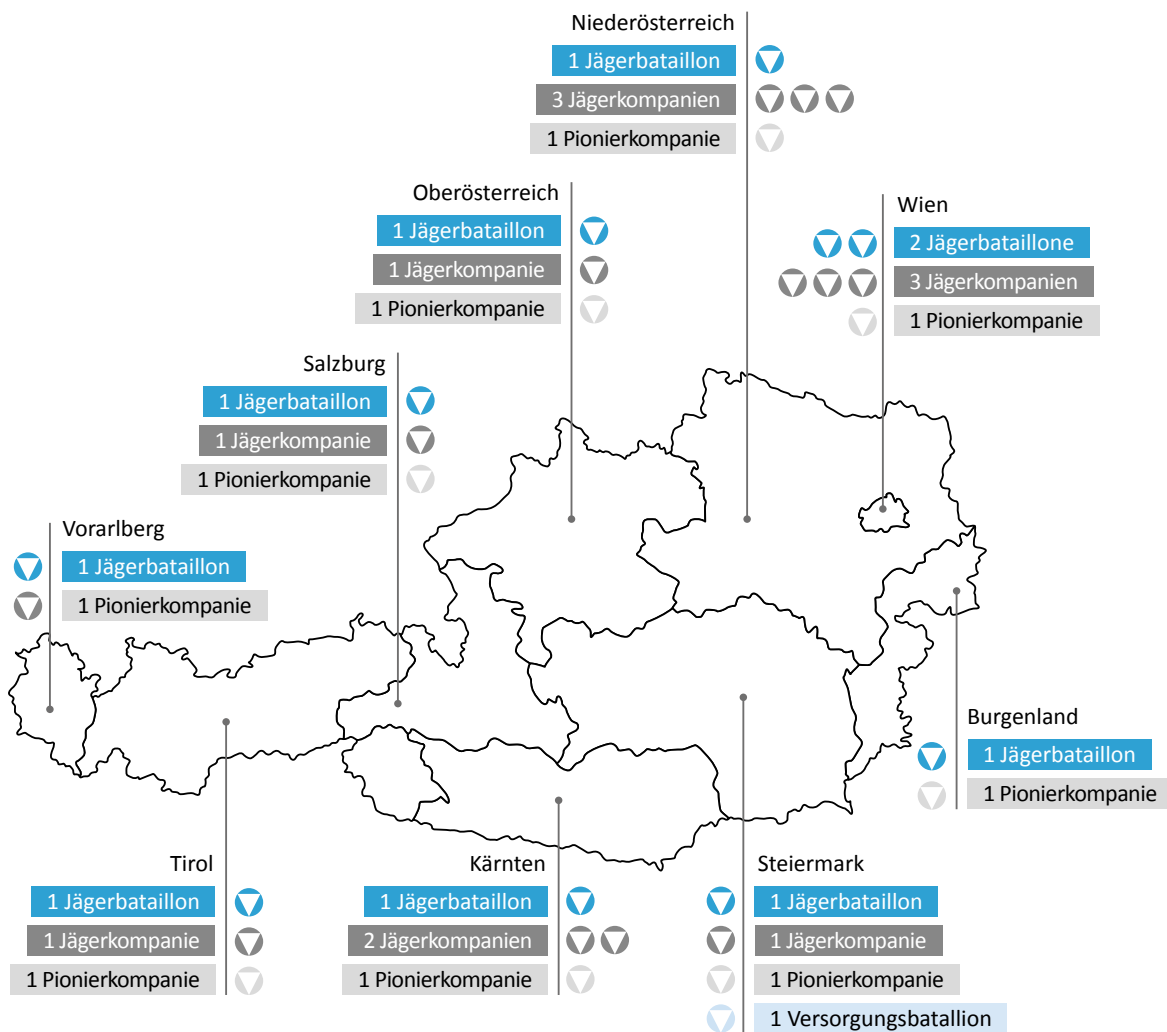 Niederösterreich
1 Jägerbataillon
3 Jägerkompanien
1 Pionierkompanie
Oberösterreich
1 Jägerbataillon
1 Jägerkompanie
1 Pionierkompanie
Wien
2 Jägerbataillone
3 Jägerkompanien
1 Pionierkompanie
Salzburg
1 Jägerbataillon
1 Jägerkompanie
1 Pionierkompanie
Vorarlberg
1 Jägerbataillon
1 Pionierkompanie
Burgenland
1 Jägerbataillon
1 Pionierkompanie
Tirol
1 Jägerbataillon
1 Jägerkompanie
1 Pionierkompanie
Kärnten
1 Jägerbataillon
2 Jägerkompanien
1 Pionierkompanie
Steiermark
1 Jägerbataillon
1 Jägerkompanie
1 Pionierkompanie
1 Versorgungsbatallion